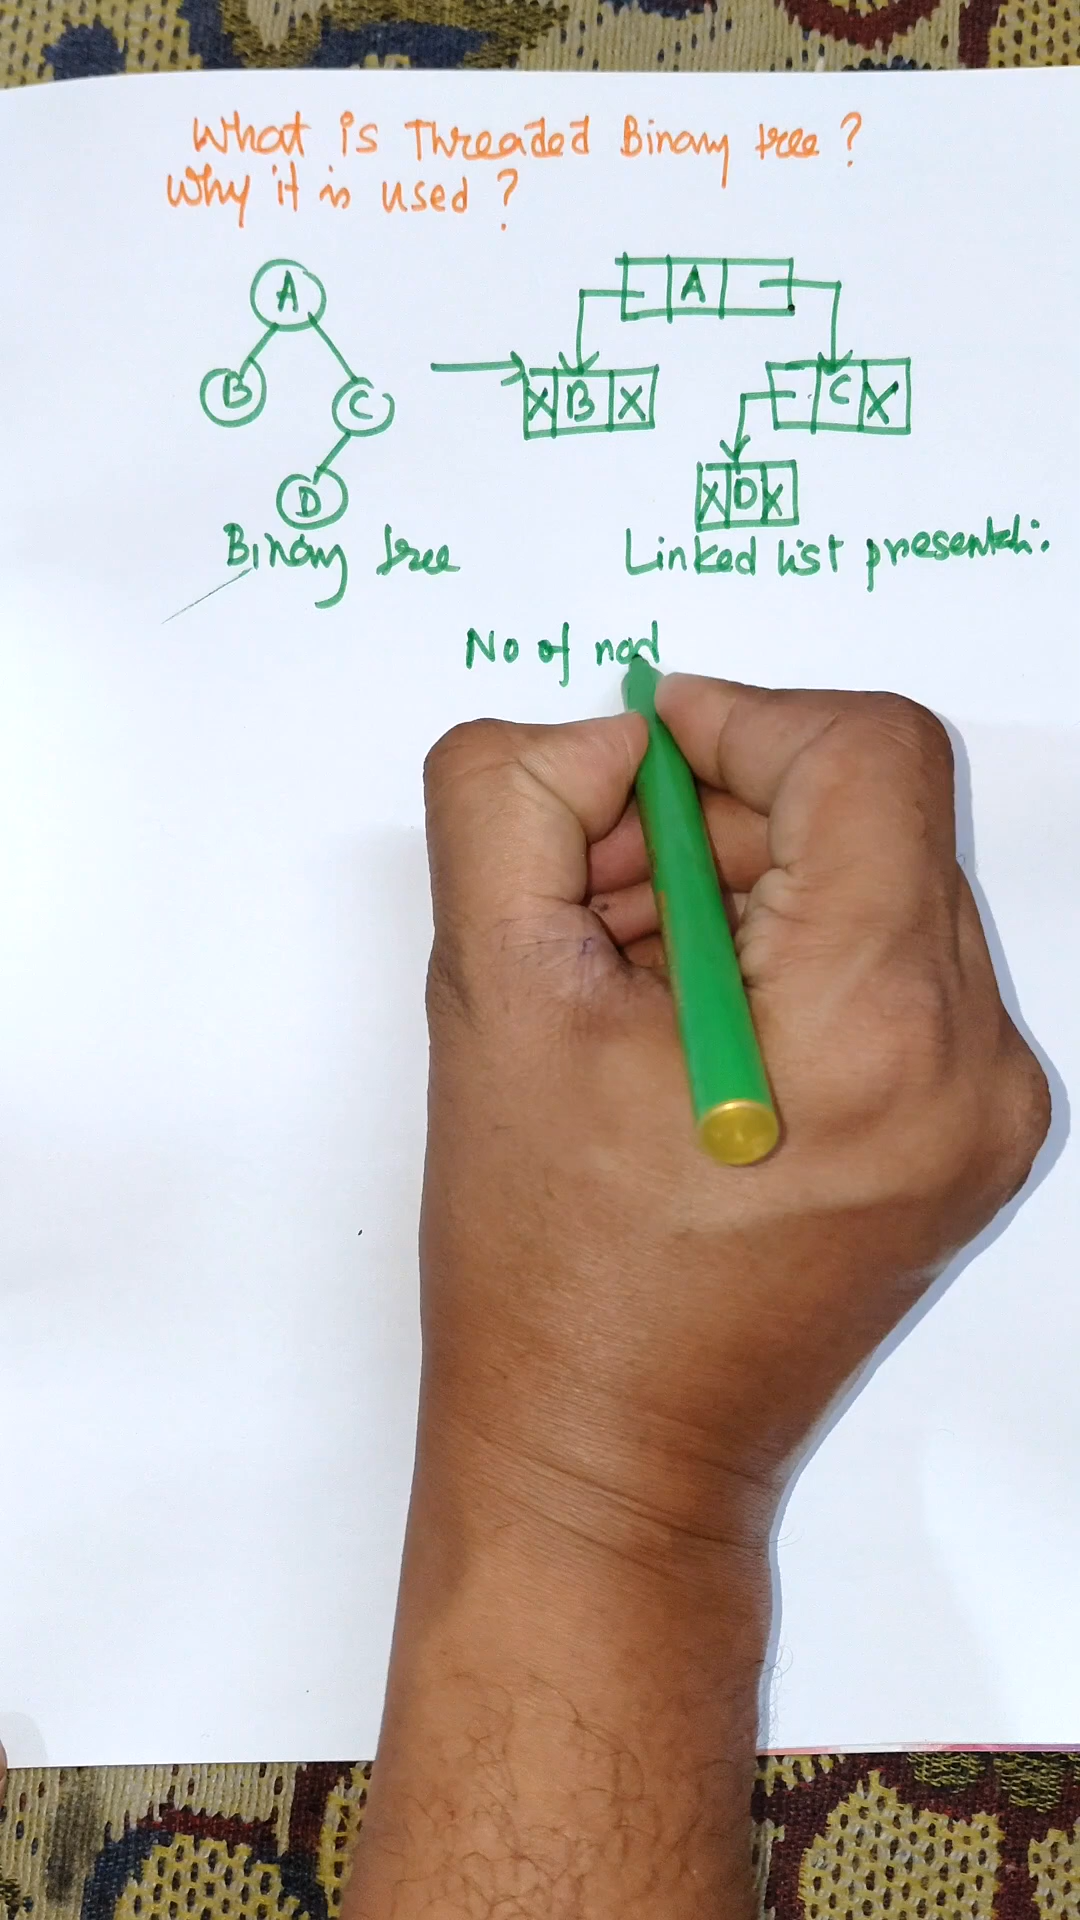 What is Threaded Binary tree ?
Why it is used ?
A
A
B
C
X B X
C X
D
X D X
Binary tree
Linked list presentati.
No of nod